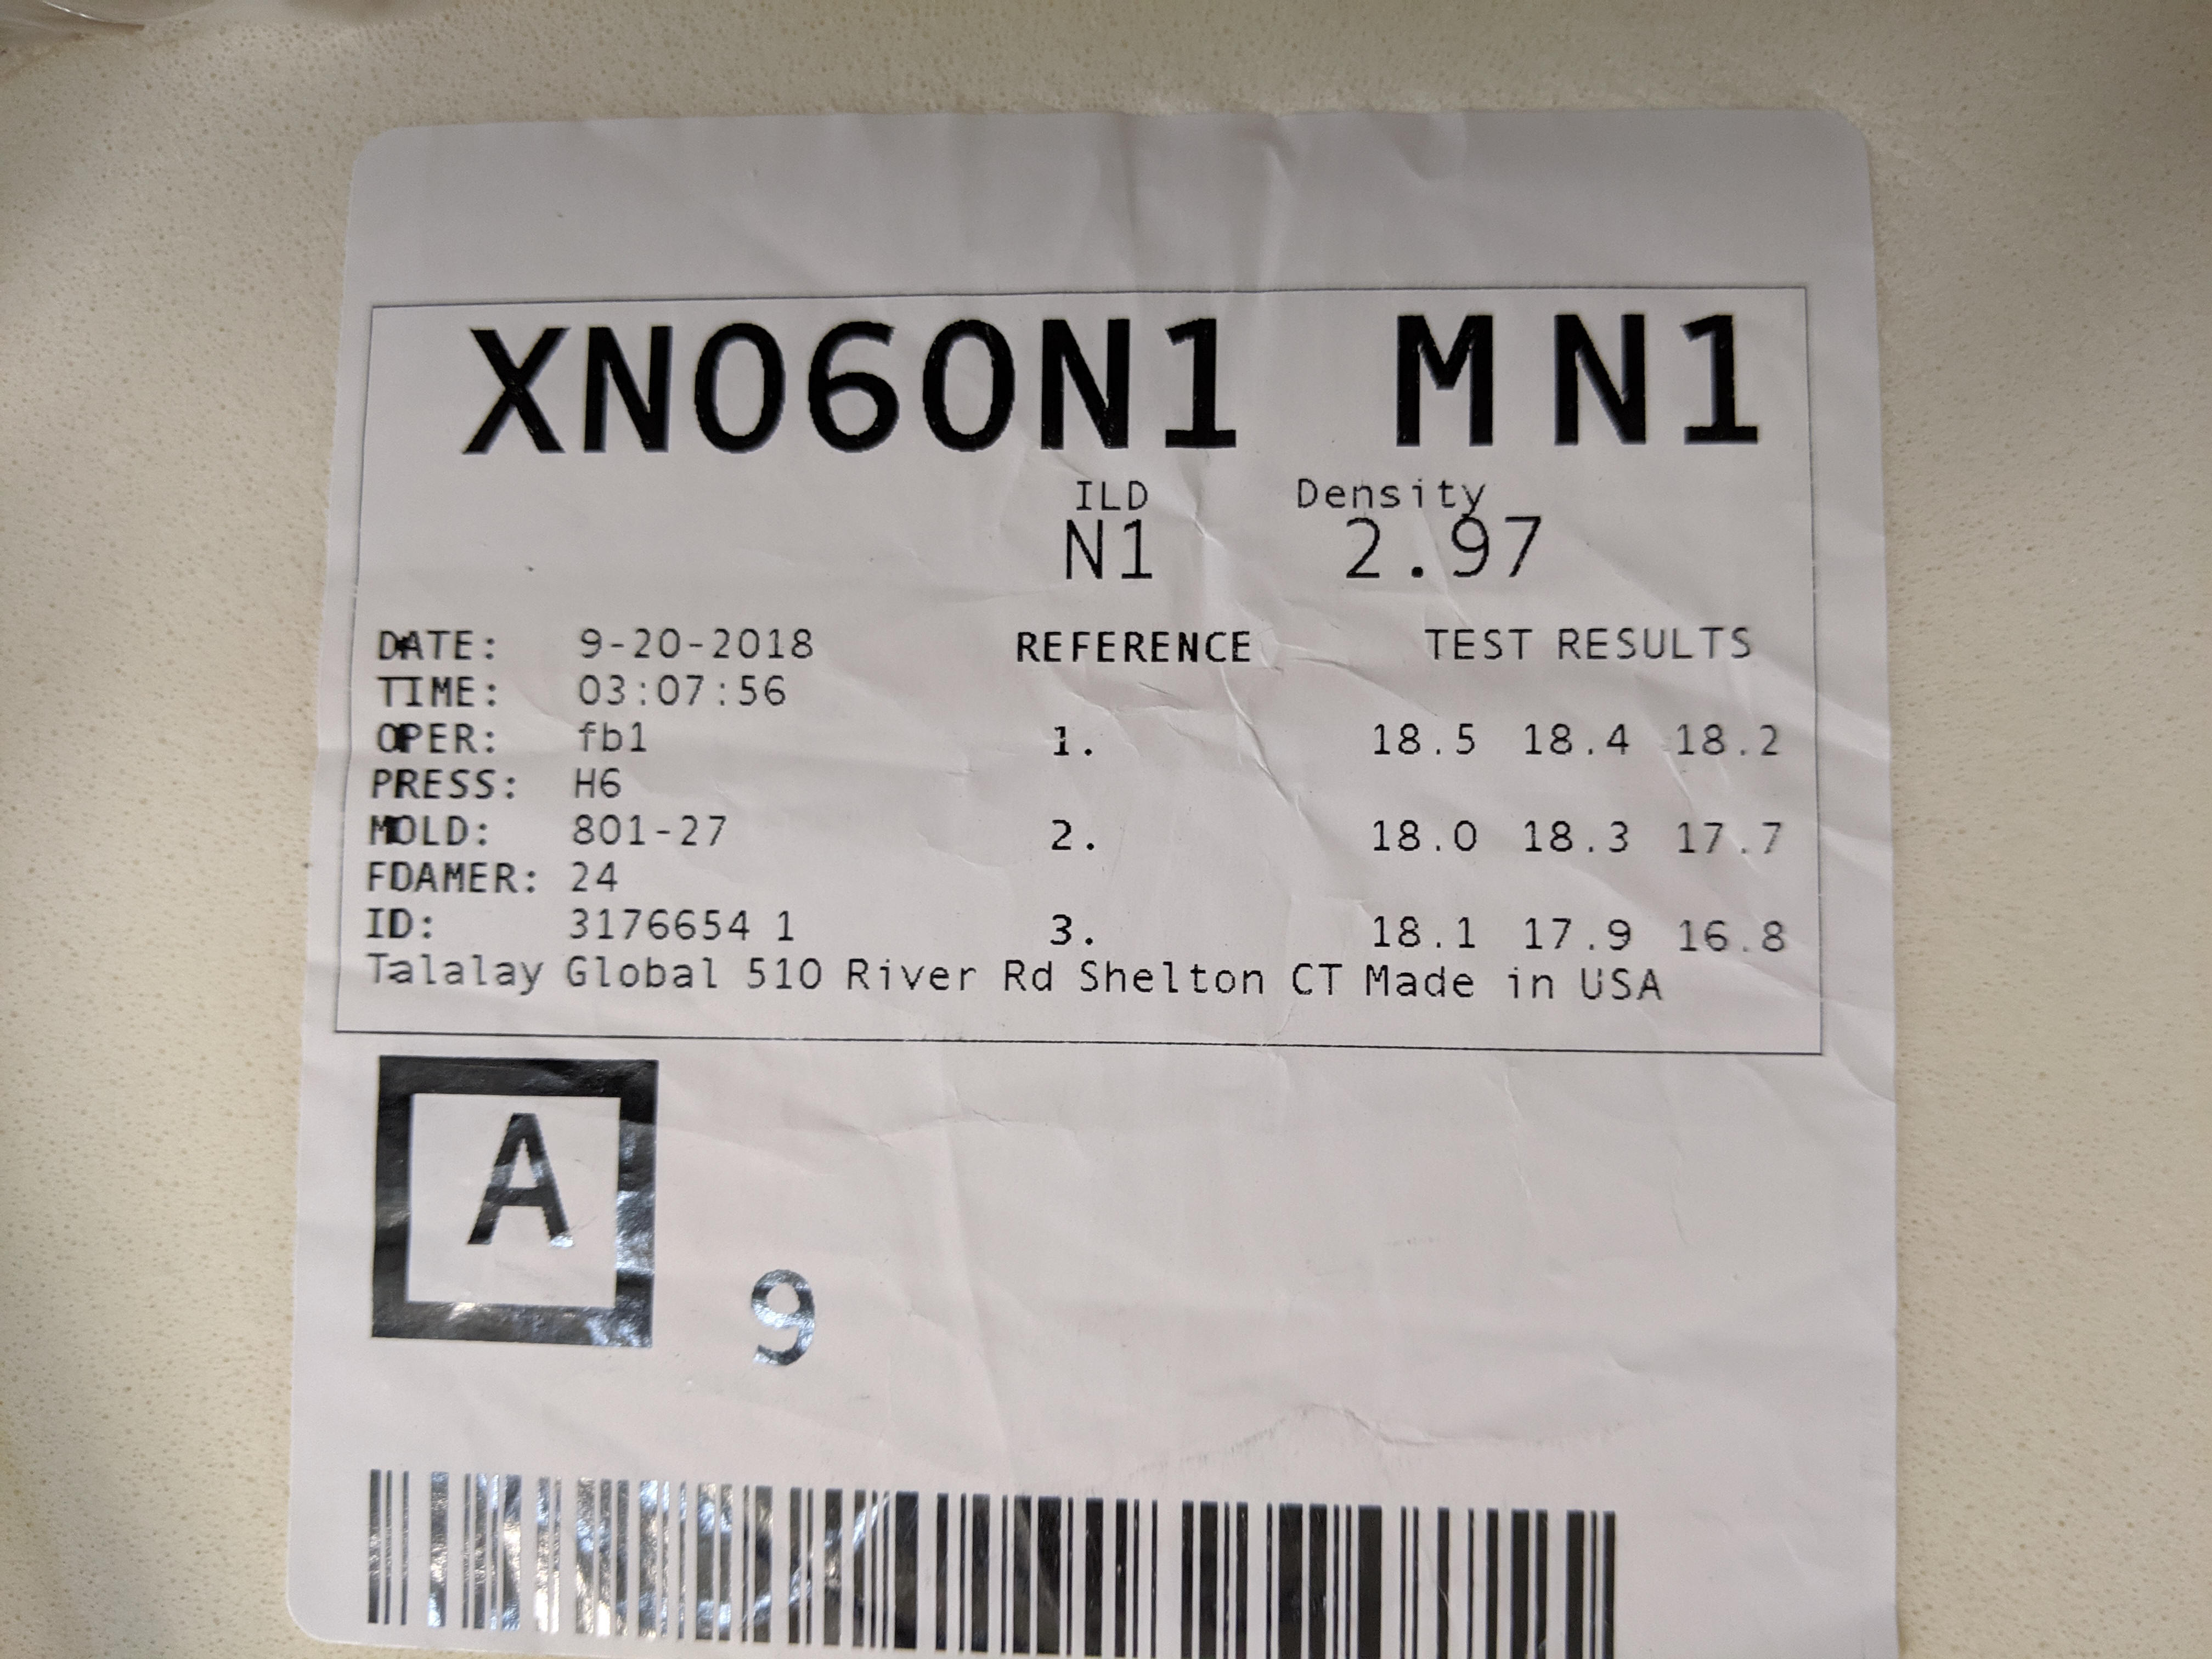 XN060N1 M N1
ILD Density
N1 2.97
DATE: 9-20-2018 REFERENCE TEST RESULTS
TIME: 03:07:56
OPER: fb1 1. 18.5 18.4 18.2
PRESS: H6
MOLD: 801-27 2. 18.0 18.3 17.7
FOAMER: 24
ID: 3176654 1 3. 18.1 17.9 16.8
Talalay Global 510 River Rd Shelton CT Made in USA
A
9